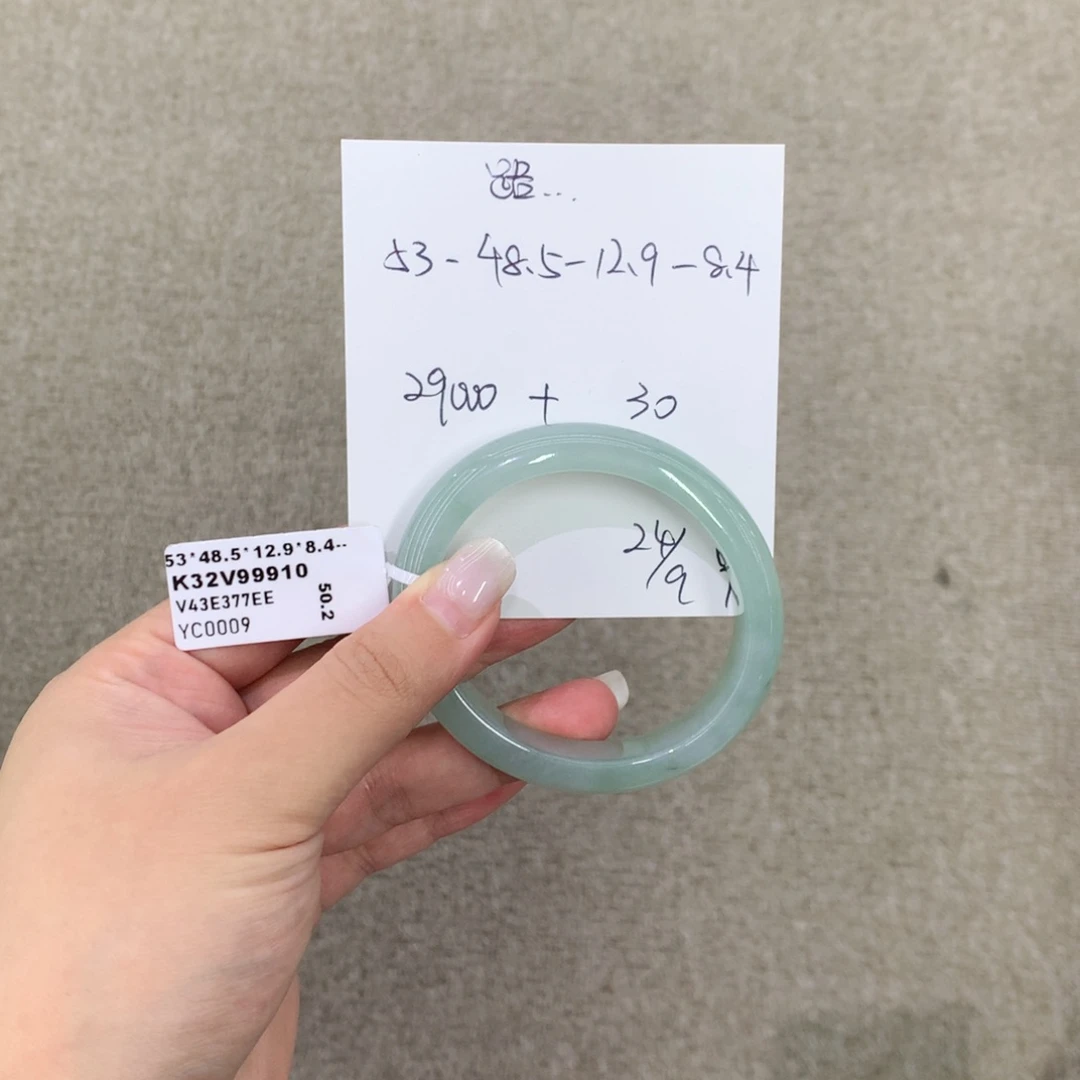 53-48.5-12.9-8.4
29000 + 30
24/9
53*48.5*12.9*8.4--
K32V99910
V43E377EE
YC0009
50.2